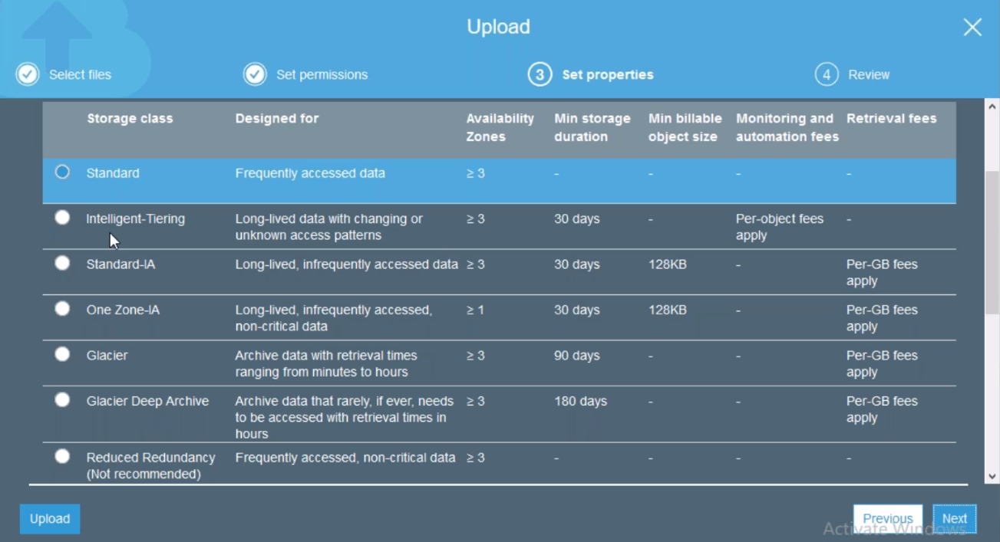 Upload
Select files
Set permissions
3 Set properties
4 Review
Storage class Designed for Availability Min storage Min billable Monitoring and Retrieval fees
Zones duration object size automation fees
Standard Frequently accessed data ≥ 3 - - - -
Intelligent-Tiering Long-lived data with changing or ≥ 3 30 days - Per-object fees -
unknown access patterns apply
Standard-IA Long-lived, infrequently accessed data ≥ 3 30 days 128KB - Per-GB fees
apply
One Zone-IA Long-lived, infrequently accessed, ≥ 1 30 days 128KB - Per-GB fees
non-critical data apply
Glacier Archive data with retrieval times ≥ 3 90 days - - Per-GB fees
ranging from minutes to hours apply
Glacier Deep Archive Archive data that rarely, if ever, needs ≥ 3 180 days - - Per-GB fees
to be accessed with retrieval times in apply
hours
Reduced Redundancy Frequently accessed, non-critical data ≥ 3 - - - -
(Not recommended)
Upload Previous Next
Activate Windows